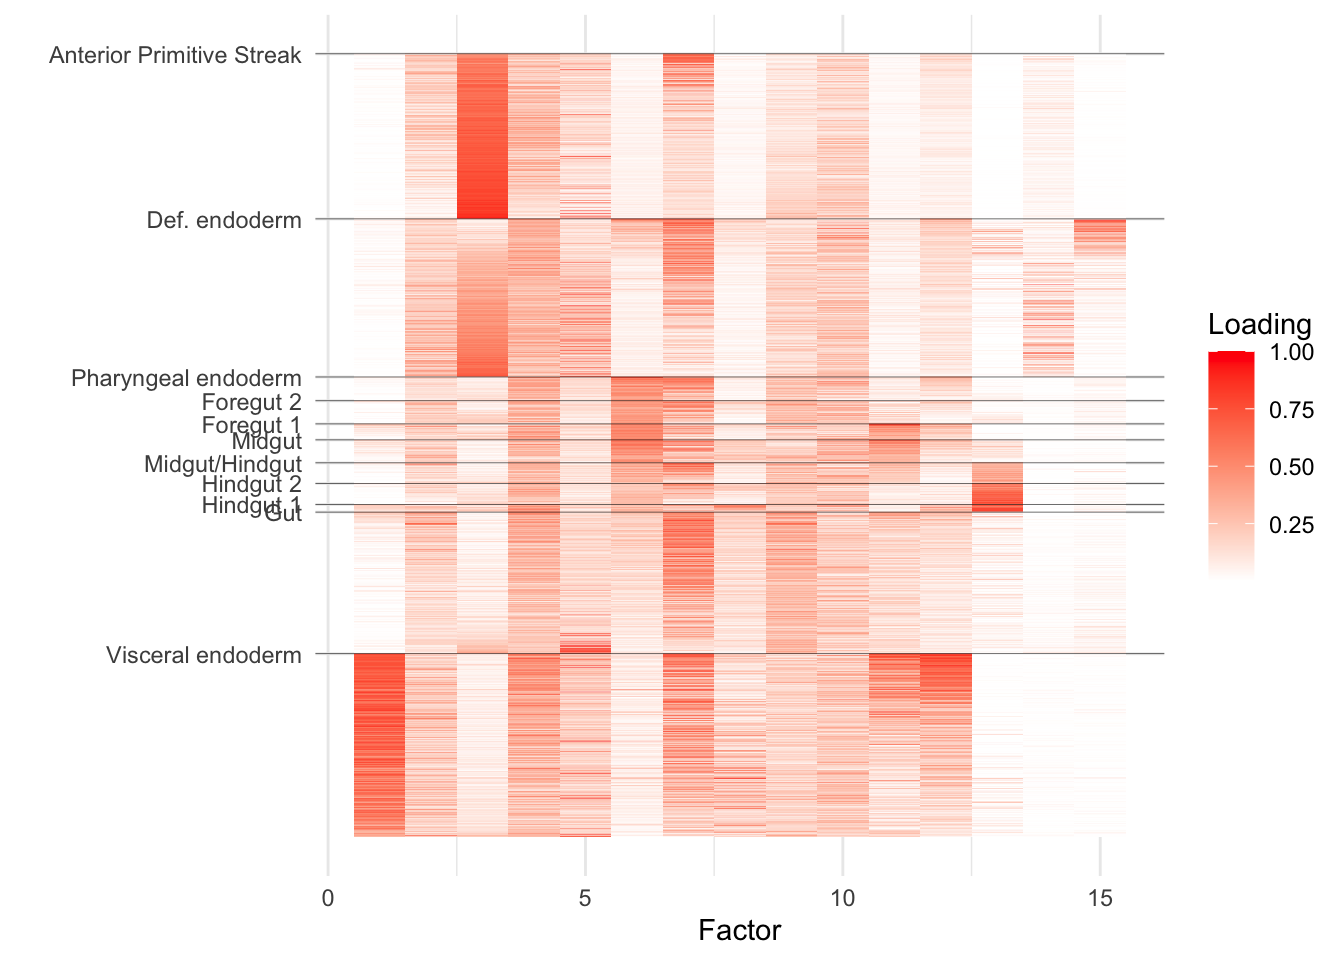 Anterior Primitive Streak
Def. endoderm
Pharyngeal endoderm
Foregut 2
Foregut 1
Midgut
Midgut/Hindgut
Hindgut 2
Hindgut 1
Gut
Visceral endoderm
0
5
10
15
Factor
Loading
1.00
0.75
0.50
0.25